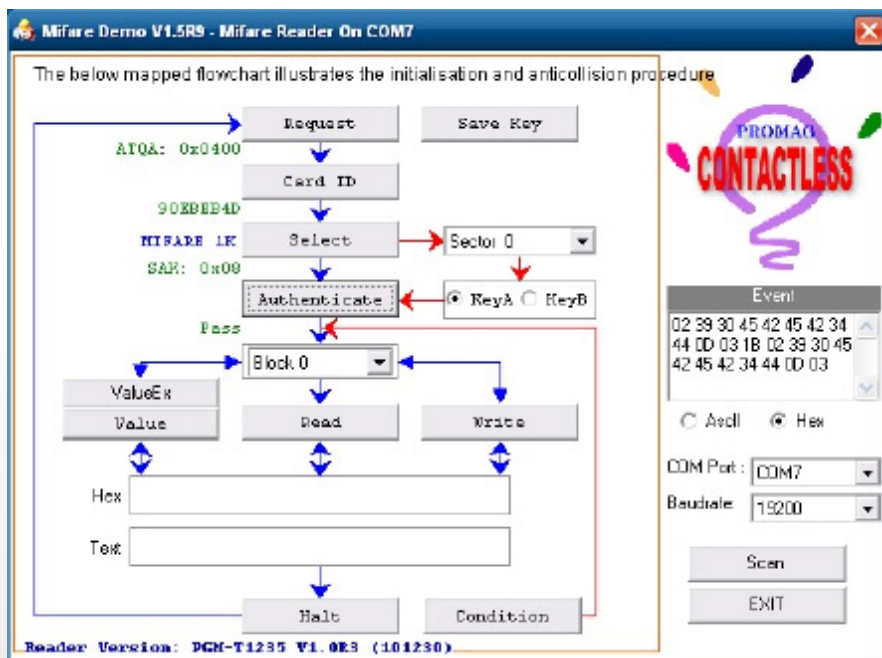 Mifare Demo V1.5R9 - Mifare Reader On COM7
The below mapped flowchart illustrates the initialisation and anticollision procedure
Request
Save Key
ATQA: 0x0400
Card ID
90EBEB4D
MIFARE 1K
Select
Sector 0
SAK: 0x08
Authenticate
KeyA
KeyB
Pass
Block 0
ValueEx
Value
Read
Write
Hex
Text
Halt
Condition
Reader Version: PGM-T1235 V1.0R3 (101230)
PROMAG
CONTACTLESS
Event
02 39 30 45 42 45 42 34
44 0D 03 1B 02 39 30 45
42 45 42 34 44 0D 03
AscII
Hex
COM Port :
COM7
Baudrate:
19200
Scan
EXIT